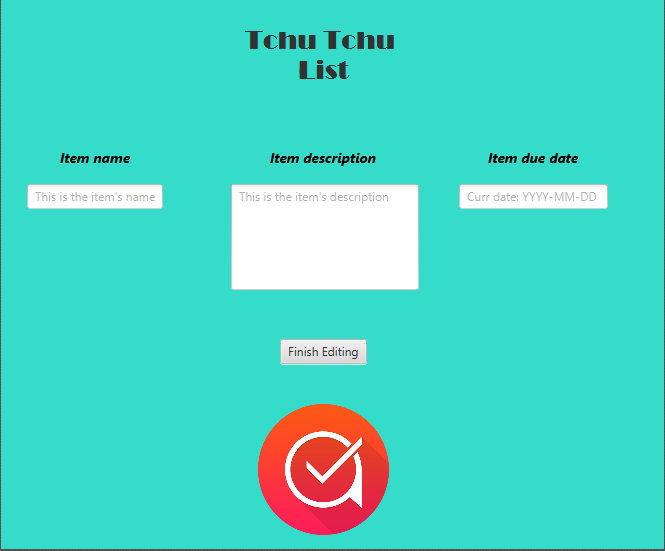 Tchu Tchu
List
Item name
Item description
Item due date
This is the item's name
This is the item's description
Curr date: YYYY-MM-DD
Finish Editing